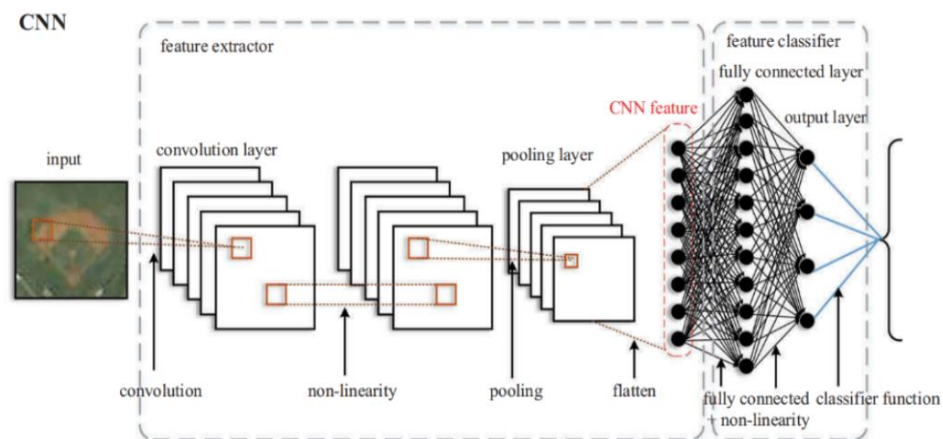 CNN
feature extractor
feature classifier
fully connected layer
CNN feature
output layer
input
convolution layer
pooling layer
convolution
non-linearity
pooling
flatten
fully connected
+ non-linearity
classifier function